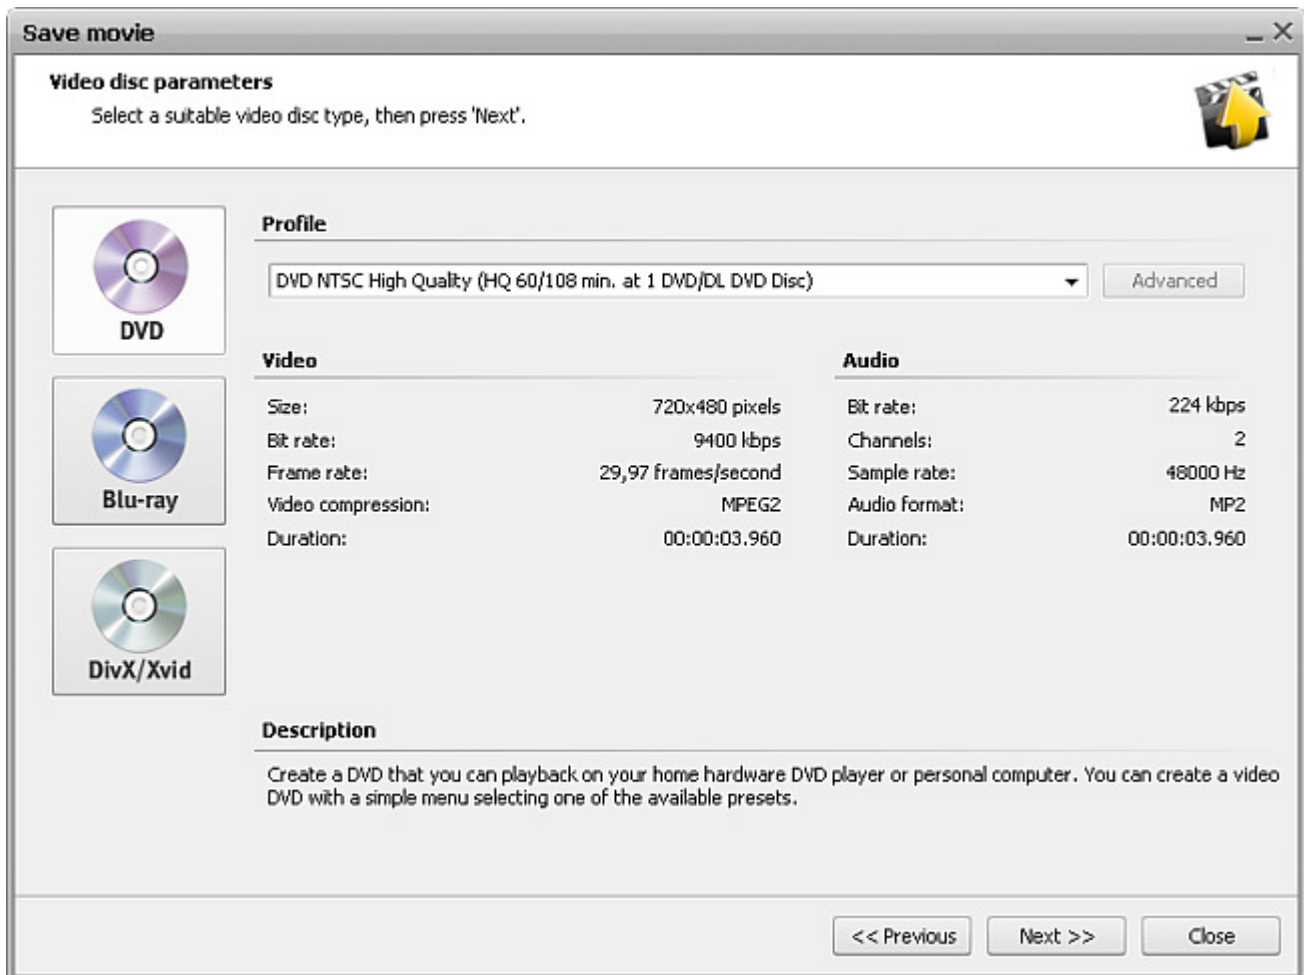 Save movie
Video disc parameters
Select a suitable video disc type, then press 'Next'.
DVD
Blu-ray
DivX/Xvid
Profile
DVD NTSC High Quality (HQ 60/108 min. at 1 DVD/DL DVD Disc)
Advanced
Video
Size: 720x480 pixels
Bit rate: 9400 kbps
Frame rate: 29,97 frames/second
Video compression: MPEG2
Duration: 00:00:03.960
Audio
Bit rate: 224 kbps
Channels: 2
Sample rate: 48000 Hz
Audio format: MP2
Duration: 00:00:03.960
Description
Create a DVD that you can playback on your home hardware DVD player or personal computer. You can create a video
DVD with a simple menu selecting one of the available presets.
<< Previous
Next >>
Close